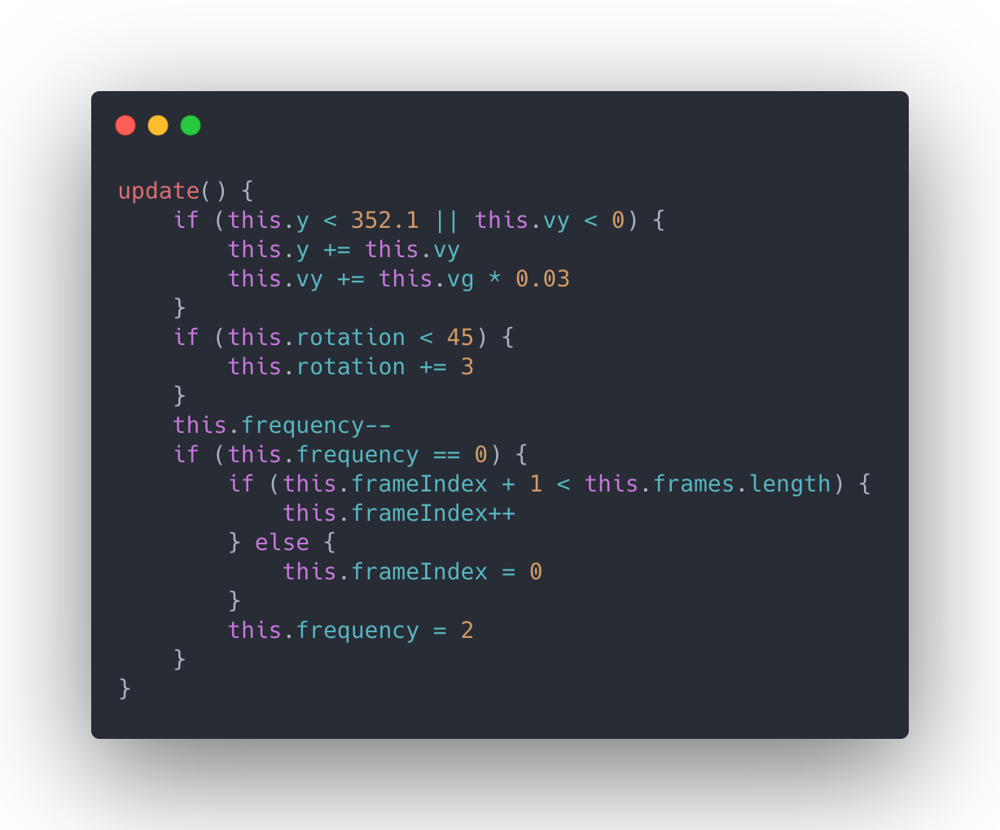 update() {
    if (this.y < 352.1 || this.vy < 0) {
        this.y += this.vy
        this.vy += this.vg * 0.03
    }
    if (this.rotation < 45) {
        this.rotation += 3
    }
    this.frequency--
    if (this.frequency == 0) {
        if (this.frameIndex + 1 < this.frames.length) {
            this.frameIndex++
        } else {
            this.frameIndex = 0
        }
        this.frequency = 2
    }
}